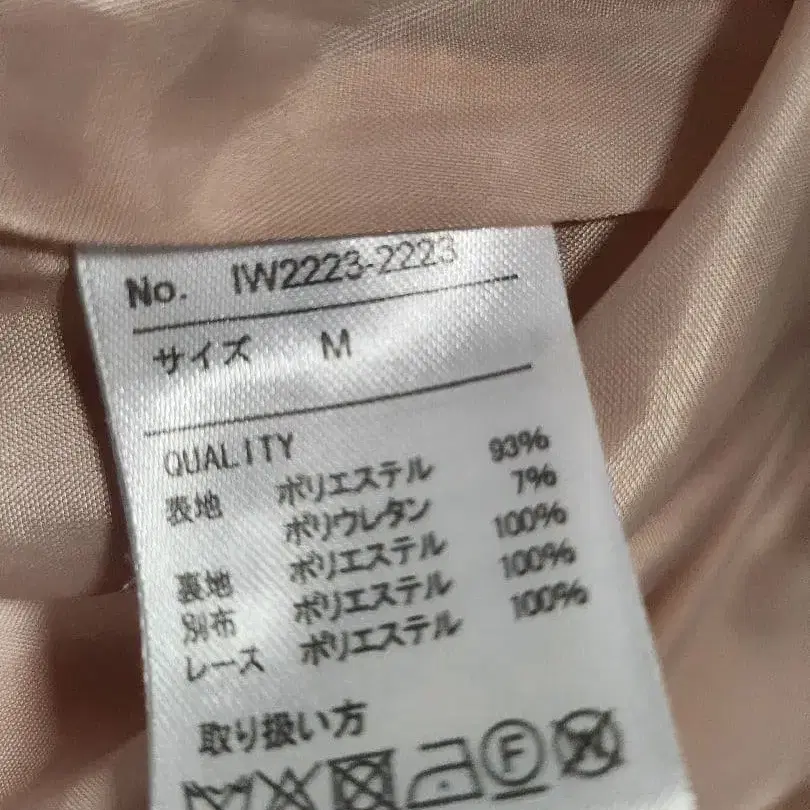 No. IW2223-2223
サイズ M
QUALITY
表地 ポリエステル 93%
ポリウレタン 7%
裏地 ポリエステル 100%
別布 ポリエステル 100%
レース ポリエステル 100%
取り扱い方
F